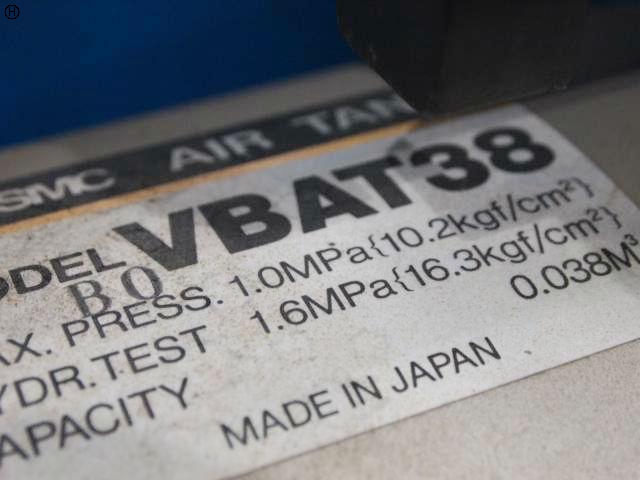 Ⓗ
SMC AIR TAN
ODEL VBAT38
BO
AX. PRESS. 1.0MPa{10.2kgf/cm²}
YDR.TEST 1.6MPa{16.3kgf/cm²}
APACITY 0.038M³
MADE IN JAPAN